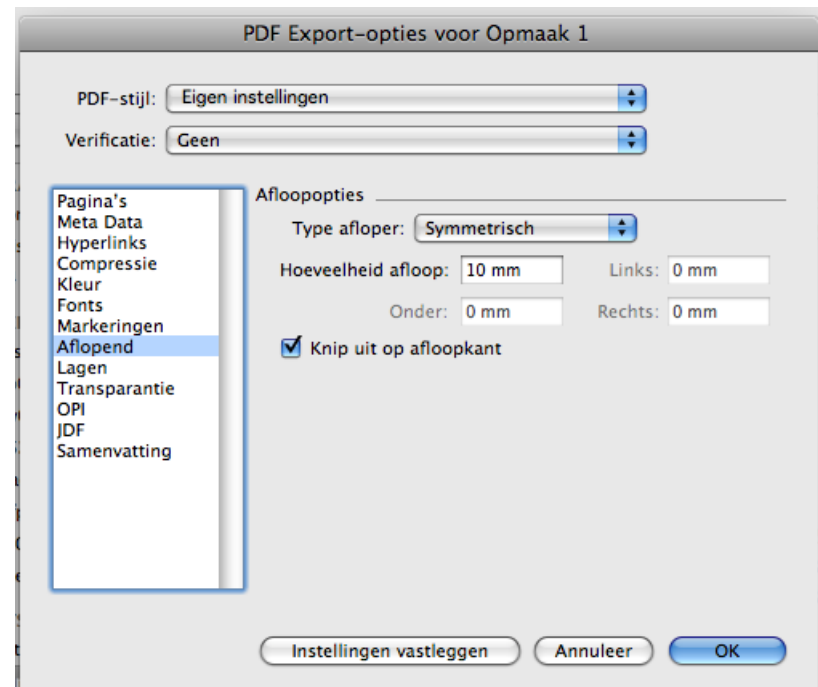 PDF Export-opties voor Opmaak 1
PDF-stijl: Eigen instellingen
Verificatie: Geen
Pagina's
Meta Data
Hyperlinks
Compressie
Kleur
Fonts
Markeringen
Aflopend
Lagen
Transparantie
OPI
JDF
Samenvatting
Afloopopties
Type afloper: Symmetrisch
Hoeveelheid afloop: 10 mm Links: 0 mm
Onder: 0 mm Rechts: 0 mm
Knip uit op afloopkant
Instellingen vastleggen Annuleer OK